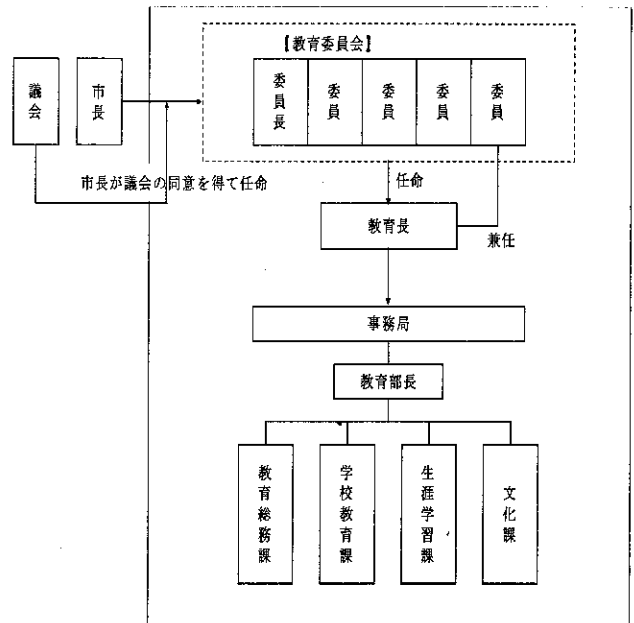 【教育委員会】
議会
市長
委員長
委員
委員
委員
委員
市長が議会の同意を得て任命
任命
教育長
兼任
事務局
教育部長
教育総務課
学校教育課
生涯学習課
文化課